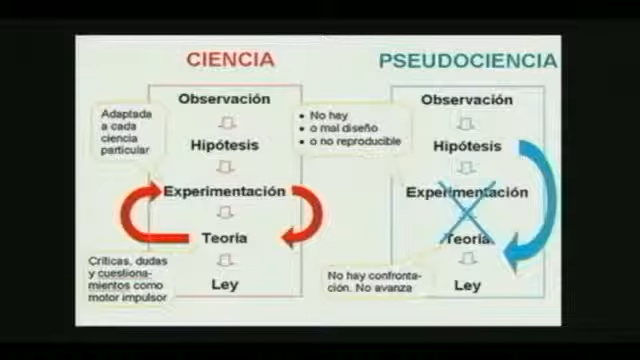 CIENCIA
Observación
Hipótesis
Experimentación
Teoría
Ley
Adaptada
a cada
ciencia
particular
Críticas, dudas
y cuestiona-
mientos como
motor impulsor
PSEUDOCIENCIA
Observación
Hipótesis
Experimentación
Teoría
Ley
• No hay
• o mal diseño
• o no reproducible
No hay confronta-
ción. No avanza